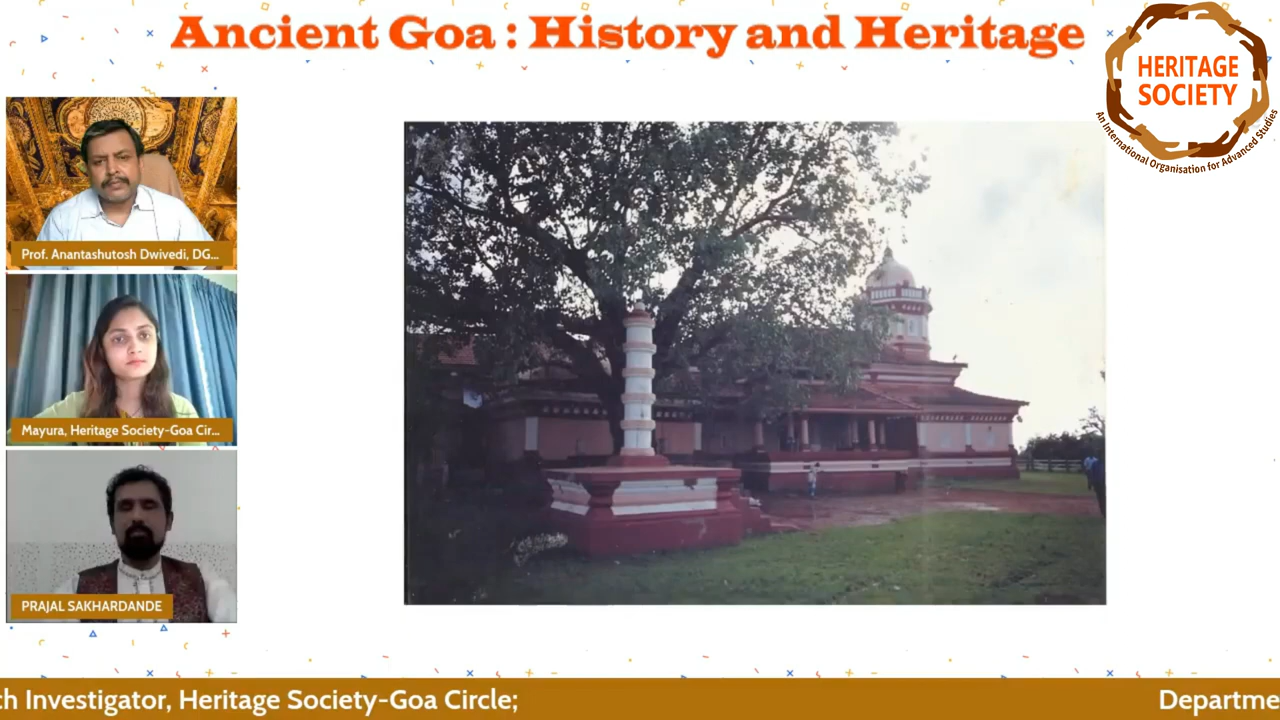 Ancient Goa : History and Heritage
HERITAGE
SOCIETY
An International Organisation for Advanced Studies
Prof. Anantashutosh Dwivedi, DG...
Mayura, Heritage Society-Goa Cir...
PRAJAL SAKHARDANDE
ch Investigator, Heritage Society-Goa Circle;
Departme